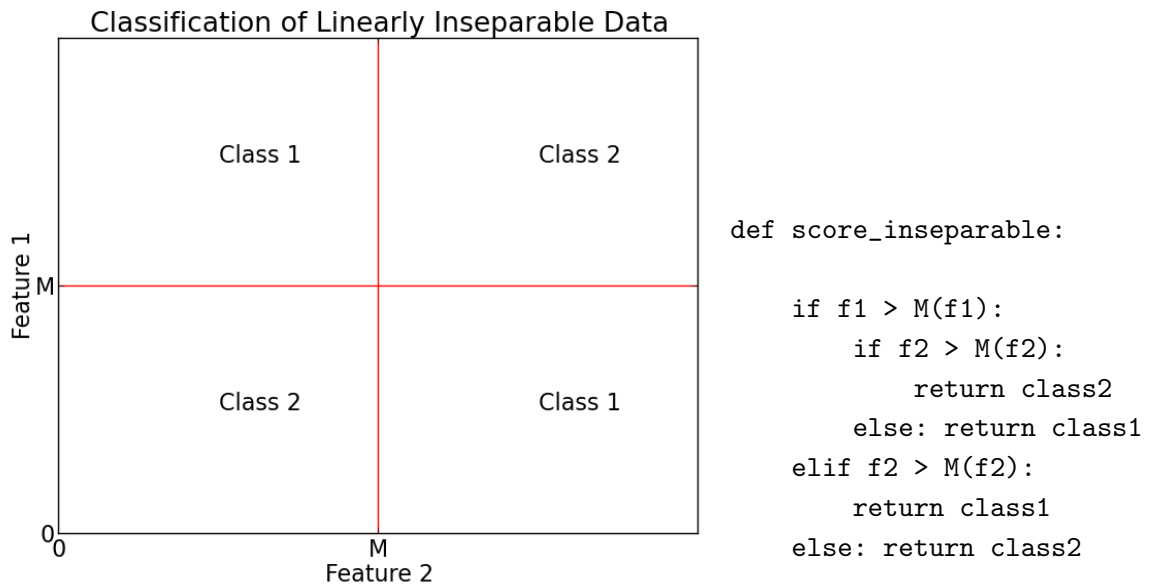 Classification of Linearly Inseparable Data
Class 1
Class 2
Feature 1
M
Class 2
Class 1
0
0
M
Feature 2
def score_inseparable:
    if f1 > M(f1):
        if f2 > M(f2):
            return class2
        else: return class1
    elif f2 > M(f2):
        return class1
    else: return class2